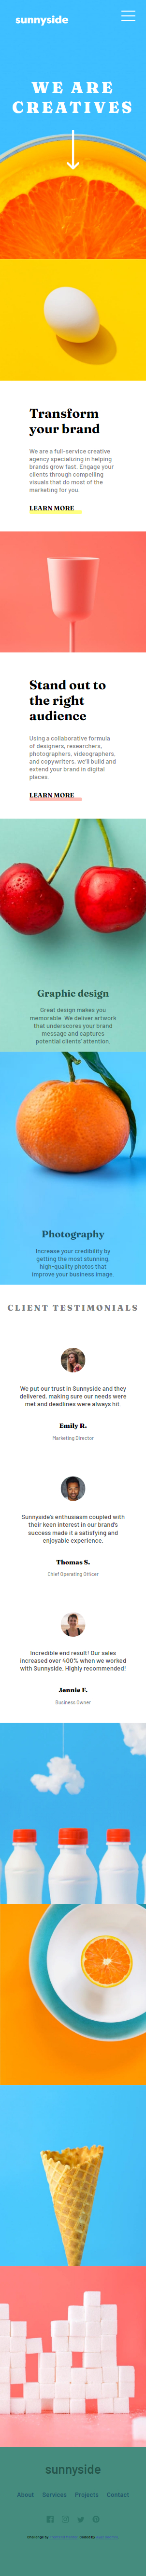 sunnyside
WE ARE
CREATIVES
Transform
your brand
We are a full-service creative
agency specializing in helping
brands grow fast. Engage your
clients through compelling
visuals that do most of the
marketing for you.
LEARN MORE
Stand out to
the right
audience
Using a collaborative formula
of designers, researchers,
photographers, videographers,
and copywriters, we'll build and
extend your brand in digital
places.
LEARN MORE
Graphic design
Great design makes you
memorable. We deliver artwork
that underscores your brand
message and captures
potential clients' attention.
Photography
Increase your credibility by
getting the most stunning,
high-quality photos that
improve your business image.
CLIENT TESTIMONIALS
We put our trust in Sunnyside and they
delivered, making sure our needs were
met and deadlines were always hit.
Emily R.
Marketing Director
Sunnyside's enthusiasm coupled with
their keen interest in our brand's
success made it a satisfying and
enjoyable experience.
Thomas S.
Chief Operating Officer
Incredible end result! Our sales
increased over 400% when we worked
with Sunnyside. Highly recommended!
Jennie F.
Business Owner
sunnyside
About Services Projects Contact
Challenge by